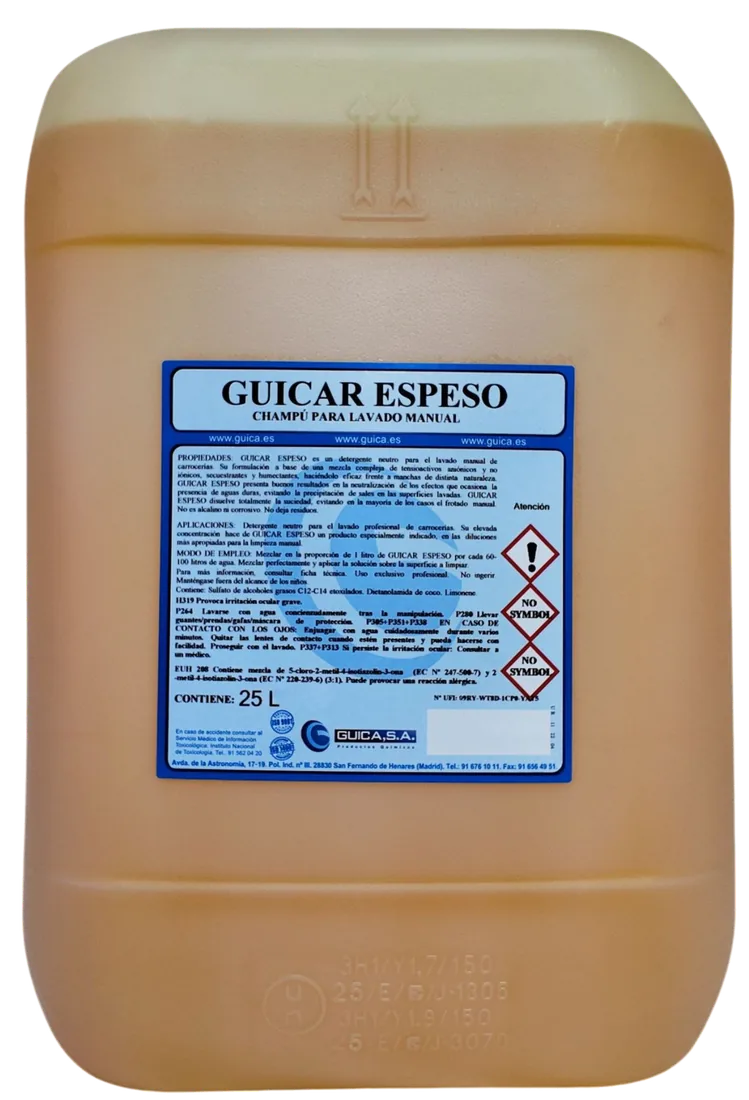 GUICAR ESPESO
CHAMPÚ PARA LAVADO MANUAL
www.guica.es www.guica.es www.guica.es
PROPIEDADES: GUICAR ESPESO es un detergente neutro para el lavado manual de
carrocerías. Su formulación a base de una mezcla compleja de tensioactivos aniónicos y no
iónicos, secuestrantes y humectantes, haciéndolo eficaz frente a manchas de distinta naturaleza.
GUICAR ESPESO presenta buenos resultados en la neutralización de los efectos que ocasiona la
presencia de aguas duras, evitando la precipitación de sales en las superficies lavadas. GUICAR
ESPESO disuelve totalmente la suciedad, evitando en la mayoría de los casos el frotado manual.
No es alcalino ni corrosivo. No deja residuos.
Atención
APLICACIONES: Detergente neutro para el lavado profesional de carrocerías. Su elevada
concentración hace de GUICAR ESPESO un producto especialmente indicado, en las diluciones
más apropiadas para la limpieza manual.
MODO DE EMPLEO: Mezclar en la proporción de 1 litro de GUICAR ESPESO por cada 60-
100 litros de agua. Mezclar perfectamente y aplicar la solución sobre la superficie a limpiar.
Para más información, consultar ficha técnica. Uso exclusivo profesional. No ingerir
Manténgase fuera del alcance de los niños.
Contiene: Sulfato de alcoholes grasos C12-C14 etoxilados. Dietanolamida de coco. Limonene
H319 Provoca irritación ocular grave.
P264 Lavarse con agua concienzudamente tras la manipulación. P280 Llevar
guantes/prendas/gafas/máscara de protección. P305+P351+P338 EN CASO DE
CONTACTO CON LOS OJOS: Enjuagar con agua cuidadosamente durante varios
minutos. Quitar las lentes de contacto cuando estén presentes y pueda hacerse con
facilidad. Proseguir con el lavado. P337+P313 Si persiste la irritación ocular: Consultar a
un médico.
NO
SYMBOL
NO
SYMBOL
EUH 208 Contiene mezcla de 5-cloro-2-metil-4-isotiazolin-3-ona (EC Nº 247-500-7) y 2
-metil-4-isotiazolin-3-ona (EC Nº 220-239-6) (3:1). Puede provocar una reacción alérgica.
CONTIENE: 25 L
Nº UFI:
En caso de accidente consultar al
Servicio Médico de Información
Toxicológica. Instituto Nacional
de Toxicología. Tel. 91 562 04 20
ISO 9001
GUICA, S.A.
Productos Químicos
Avda. de la Astronomía, 17-19. Pol. Ind. nº III. 28830 San Fernando de Henares (Madrid). Tel.: 91 676 10 11. Fax: 91 656 49 51
3H1/Y1.7/150
UN
3H1/Y1.9/150